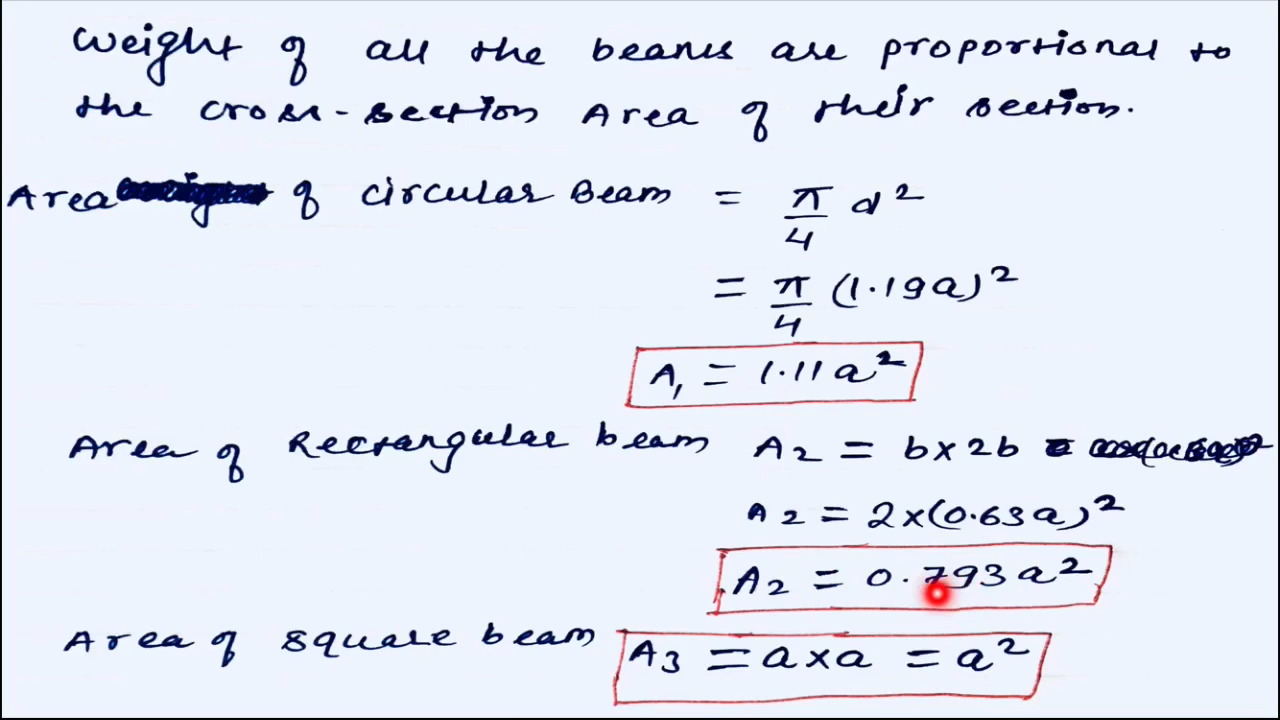 Weight of all the beams are proportional to
the cross-section Area of their section.
Area of circular Beam = π/4 d²
= π/4 (1.19a)²
A₁ = 1.11a²
Area of Rectrangular beam A₂ = b×2b =
A₂ = 2×(0.63a)²
A₂ = 0.793a²
Area of square beam A₃ = a×a = a²